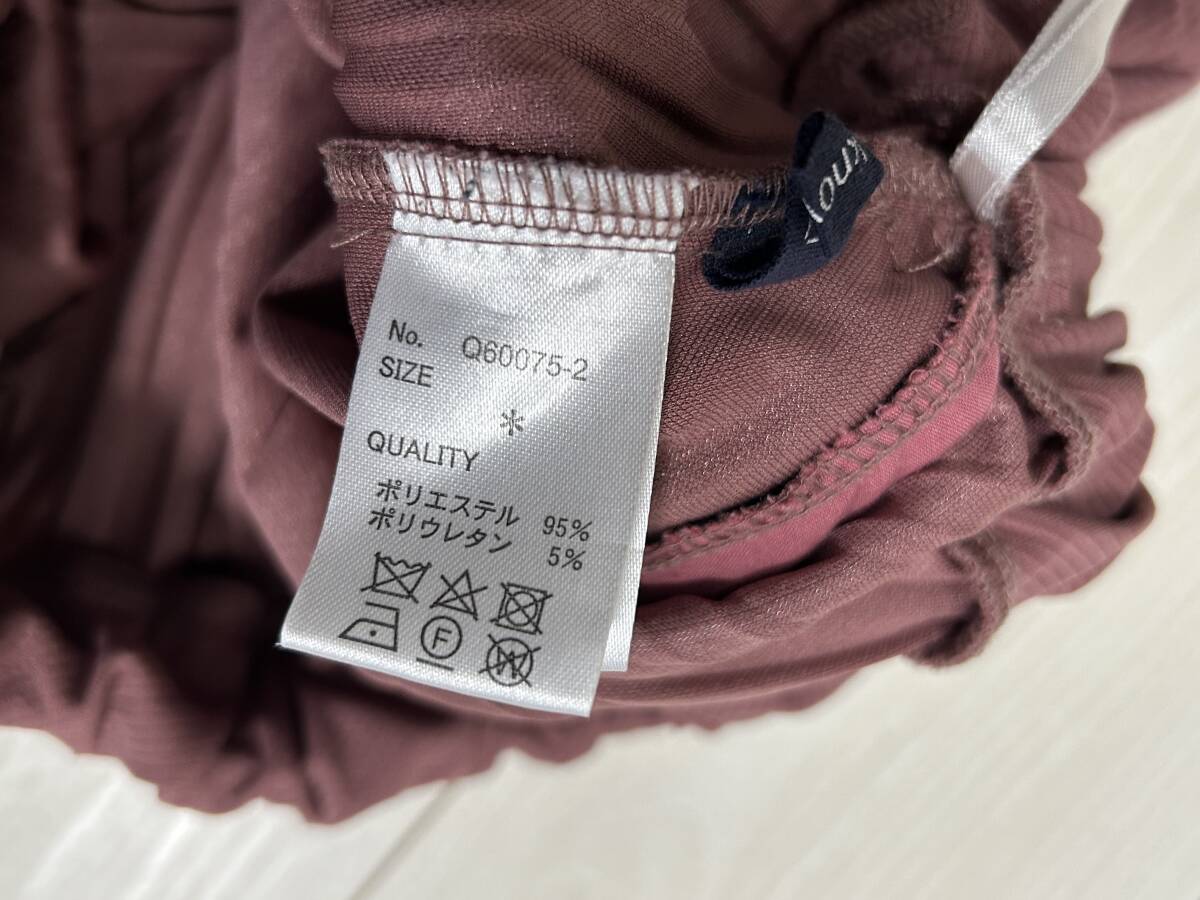 No. Q60075-2
SIZE
*
QUALITY
ポリエステル 95%
ポリウレタン 5%
F
W